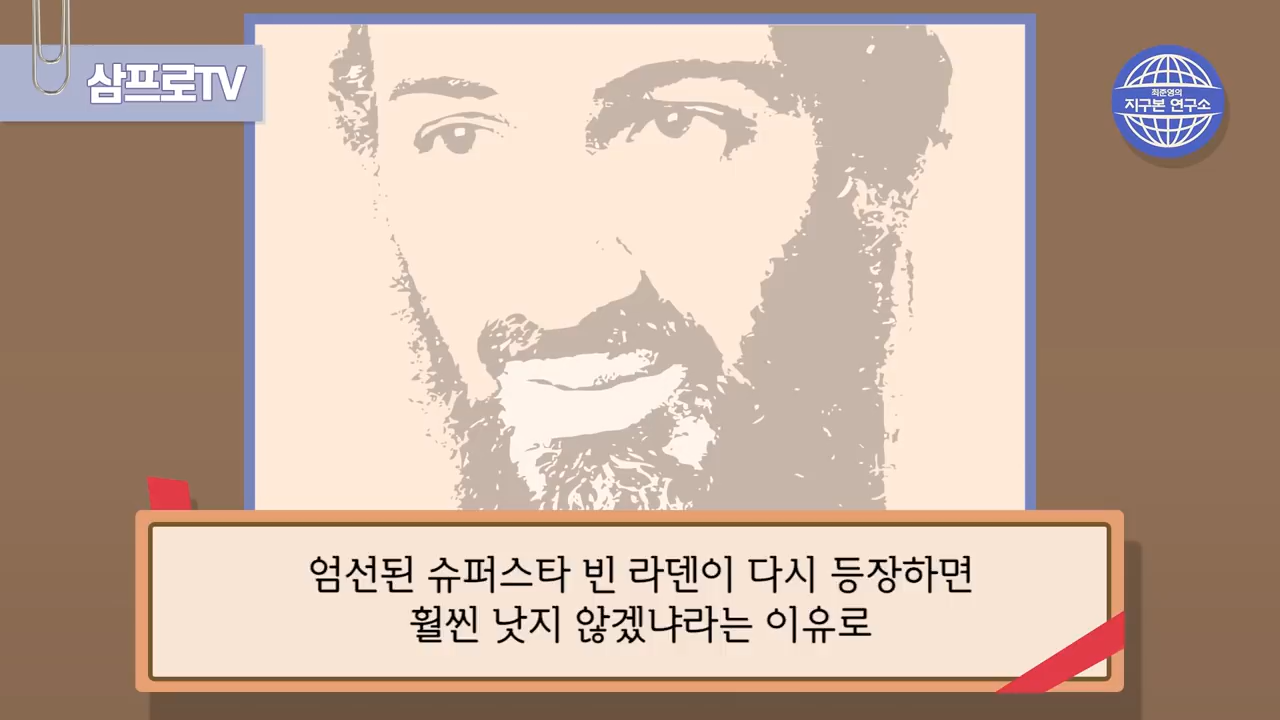 삼프로TV
최준영의
지구본 연구소
엄선된 슈퍼스타 빈 라덴이 다시 등장하면
훨씬 낫지 않겠냐라는 이유로